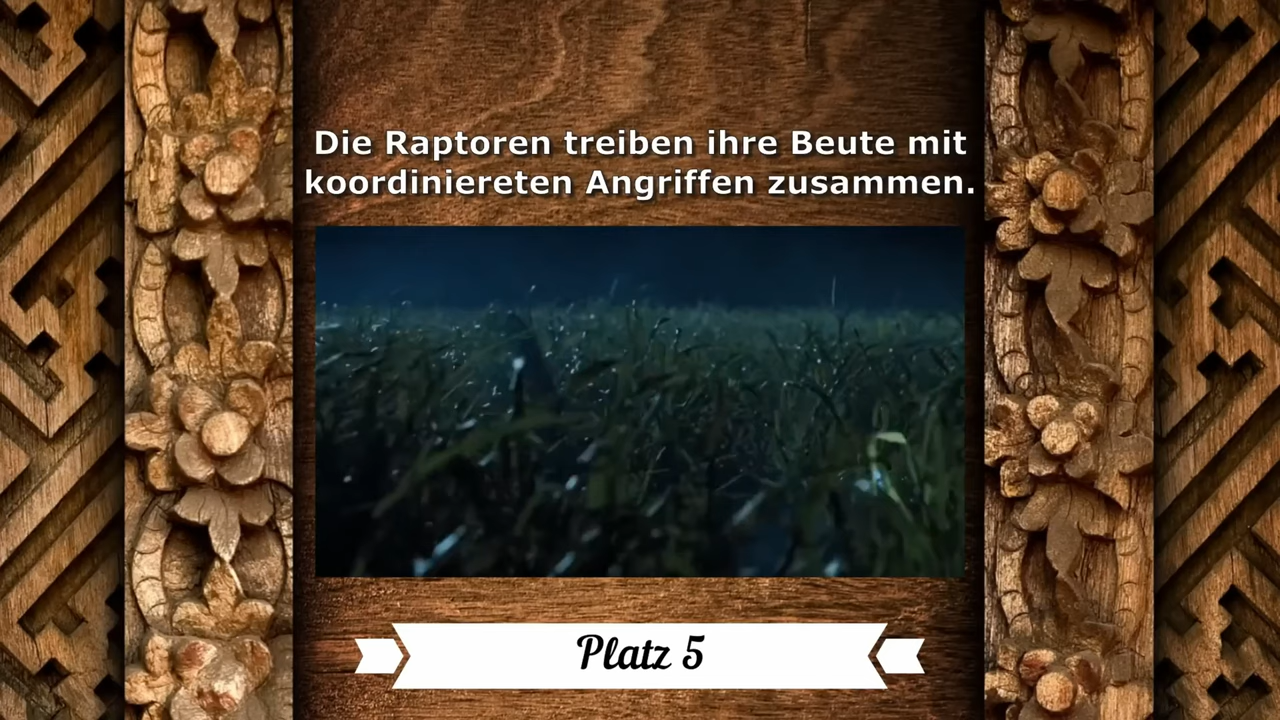 Die Raptoren treiben ihre Beute mit
koordiniereten Angriffen zusammen.
Platz 5